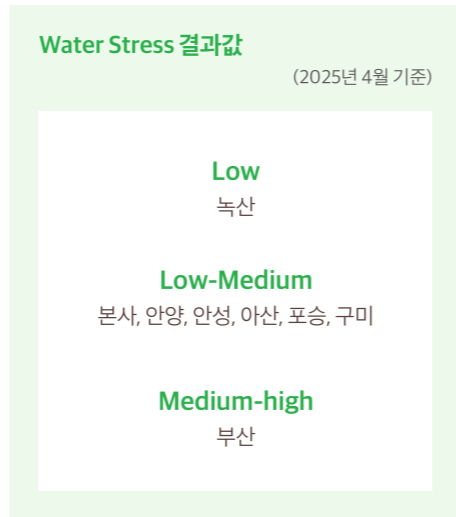 Water Stress 결과값
(2025년 4월 기준)
Low
녹산
Low-Medium
본사, 안양, 안성, 아산, 포승, 구미
Medium-high
부산